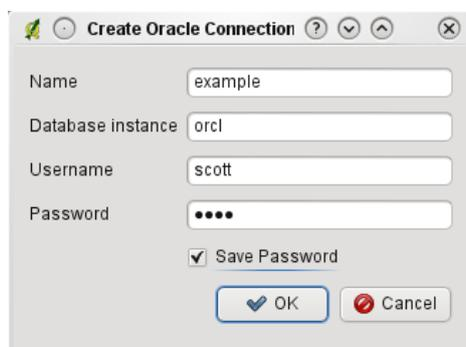 Create Oracle Connection
Name example
Database instance orcl
Username scott
Password ••••
Save Password
OK Cancel